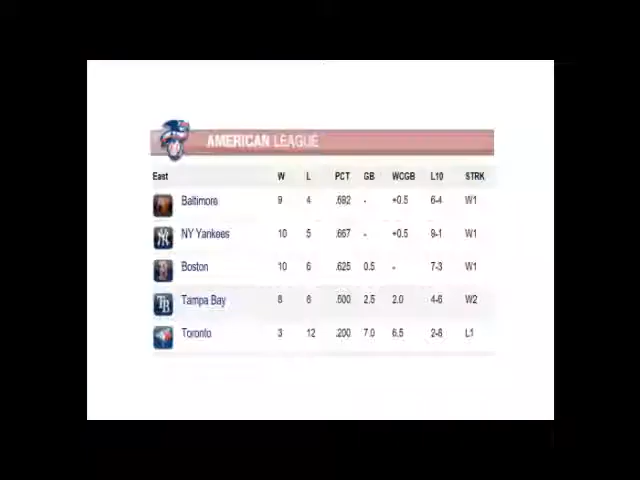 AMERICAN LEAGUE
East W L PCT GB WCGB L10 STRK
Baltimore 9 4 .692 - +0.5 6-4 W1
NY Yankees 10 5 .667 - +0.5 9-1 W1
Boston 10 6 .625 0.5 - 7-3 W1
Tampa Bay 8 8 .500 2.5 2.0 4-6 W2
Toronto 3 12 .200 7.0 6.5 2-8 L1